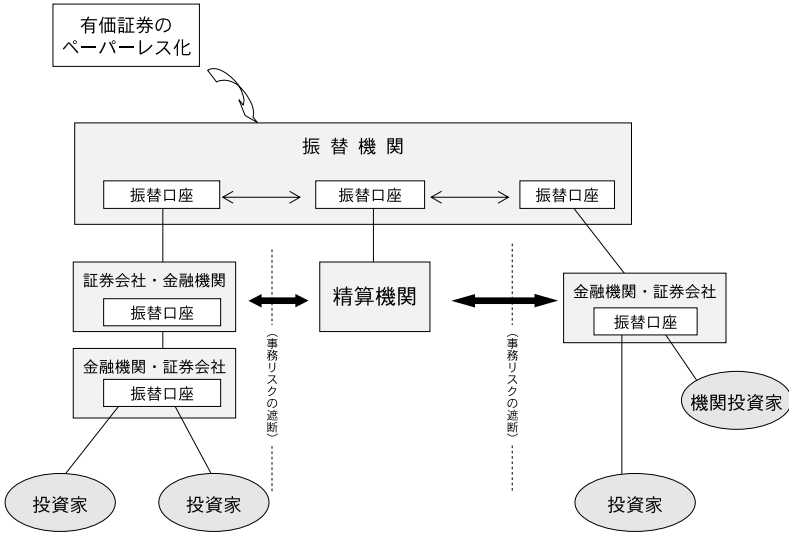 有価証券の
ペーパーレス化
振替機関
振替口座
振替口座
振替口座
証券会社・金融機関
振替口座
精算機関
金融機関・証券会社
振替口座
金融機関・証券会社
振替口座
（事務リスクの遮断）
（事務リスクの遮断）
機関投資家
投資家
投資家
投資家